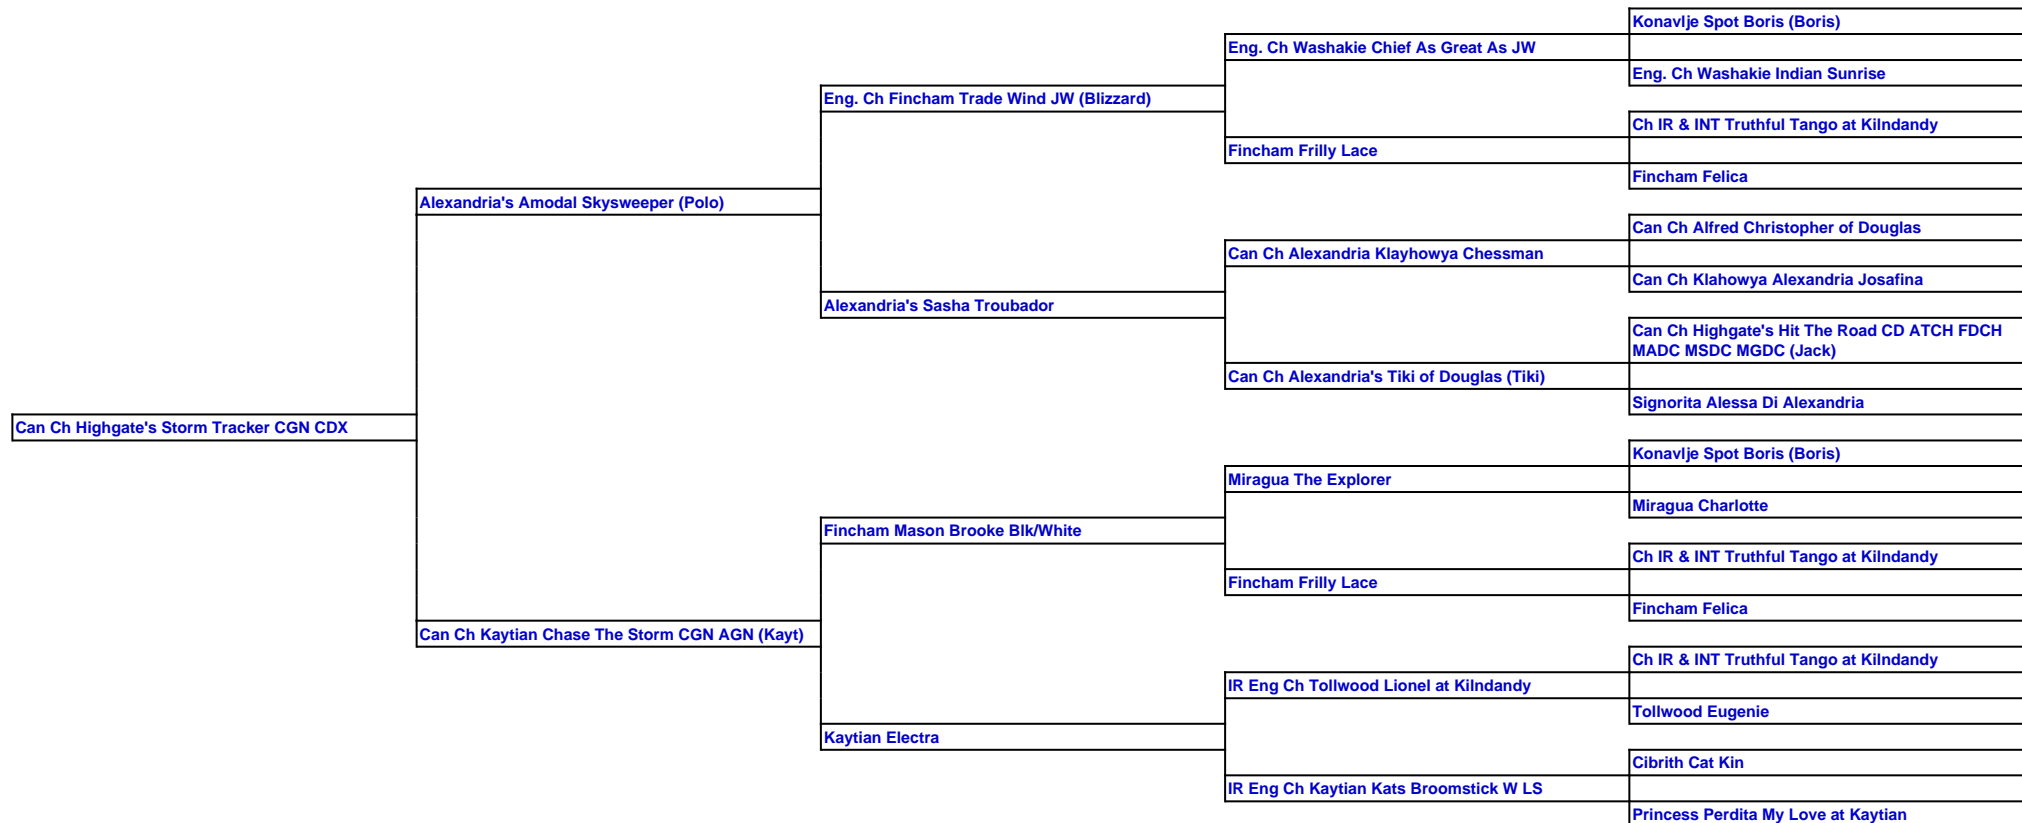 Konavlje Spot Boris (Boris)
Eng. Ch Washakie Chief As Great As JW
Eng. Ch Washakie Indian Sunrise
Eng. Ch Fincham Trade Wind JW (Blizzard)
Ch IR & INT Truthful Tango at Kilndandy
Fincham Frilly Lace
Fincham Felica
Alexandria's Amodal Skysweeper (Polo)
Can Ch Alfred Christopher of Douglas
Can Ch Alexandria Klayhowya Chessman
Can Ch Klahowya Alexandria Josafina
Alexandria's Sasha Troubador
Can Ch Highgate's Hit The Road CD ATCH FDCH
MADC MSDC MGDC (Jack)
Can Ch Alexandria's Tiki of Douglas (Tiki)
Signorita Alessa Di Alexandria
Can Ch Highgate's Storm Tracker CGN CDX
Konavlje Spot Boris (Boris)
Miragua The Explorer
Miragua Charlotte
Fincham Mason Brooke Blk/White
Ch IR & INT Truthful Tango at Kilndandy
Fincham Frilly Lace
Fincham Felica
Can Ch Kaytian Chase The Storm CGN AGN (Kayt)
Ch IR & INT Truthful Tango at Kilndandy
IR Eng Ch Tollwood Lionel at Kilndandy
Tollwood Eugenie
Kaytian Electra
Cibrith Cat Kin
IR Eng Ch Kaytian Kats Broomstick W LS
Princess Perdita My Love at Kaytian